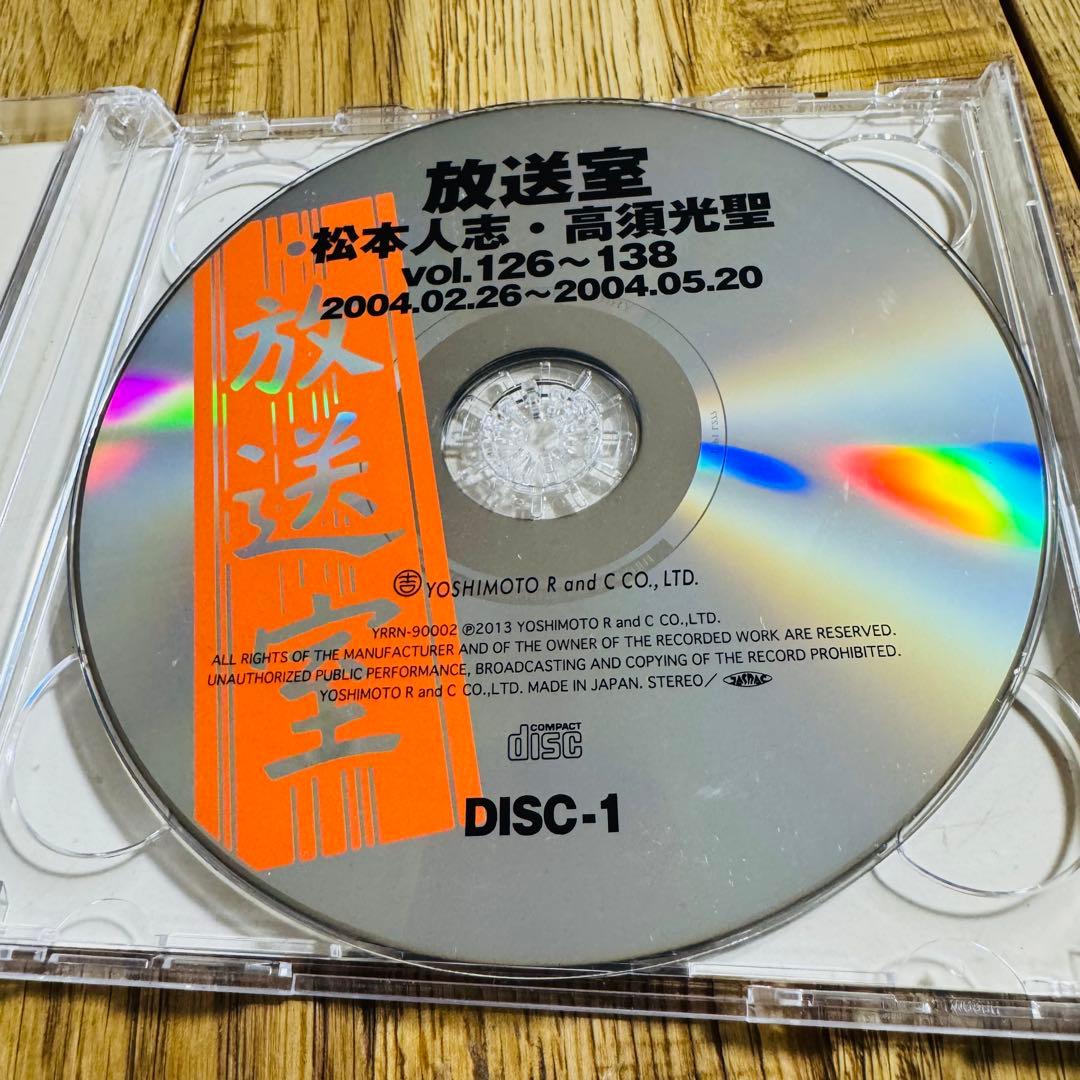 放送室
松本人志・高須光聖
vol.126～138
2004.02.26～2004.05.20
放送室
吉 YOSHIMOTO R and C CO., LTD.
YRRN-90002 ℗2013 YOSHIMOTO R and C CO.,LTD.
ALL RIGHTS OF THE MANUFACTURER AND OF THE OWNER OF THE RECORDED WORK ARE RESERVED.
UNAUTHORIZED PUBLIC PERFORMANCE, BROADCASTING AND COPYING OF THE RECORD PROHIBITED.
YOSHIMOTO R and C CO.,LTD. MADE IN JAPAN. STEREO／ JASRAC
COMPACT
disc
DISC-1